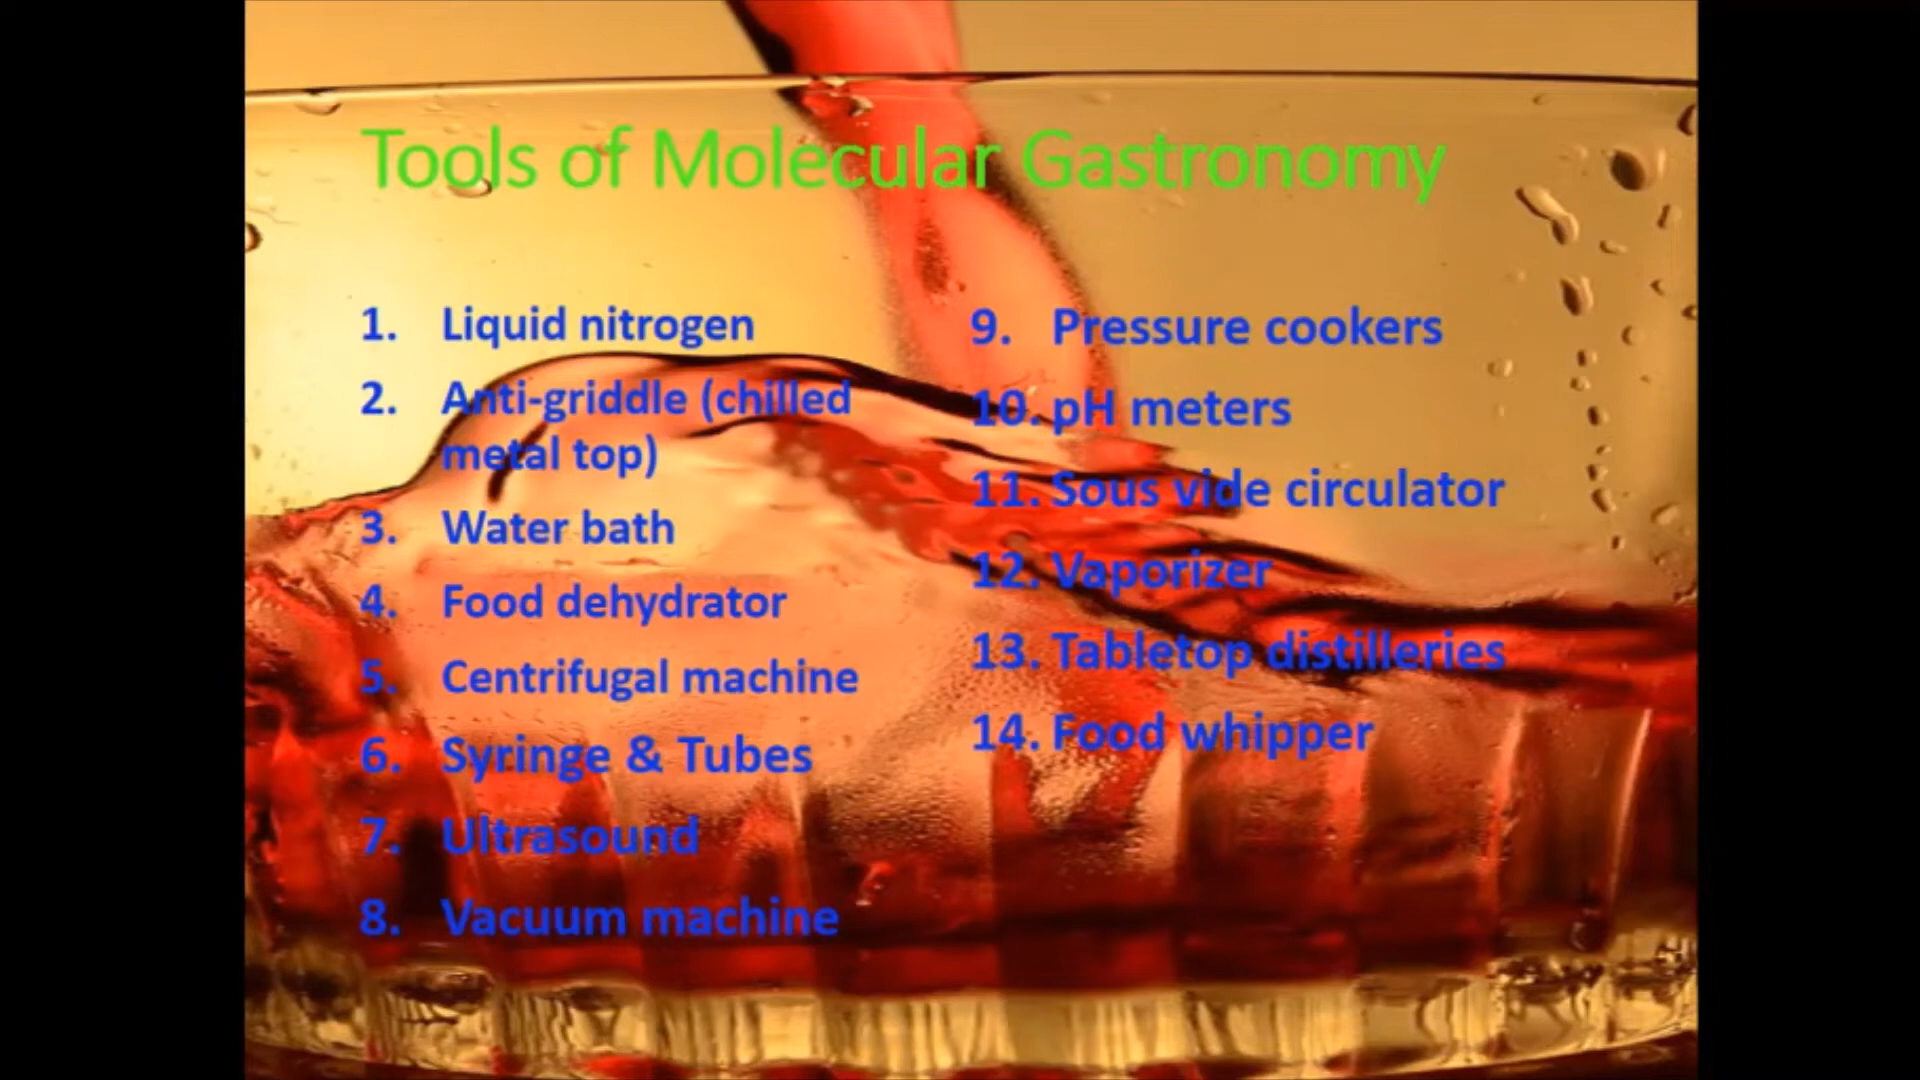 Tools of Molecular Gastronomy
1. Liquid nitrogen
2. Anti-griddle (chilled
metal top)
3. Water bath
4. Food dehydrator
5. Centrifugal machine
6. Syringe & Tubes
7. Ultrasound
8. Vacuum machine
9. Pressure cookers
10. pH meters
11. Sous vide circulator
12. Vaporizer
13. Tabletop distilleries
14. Food whipper